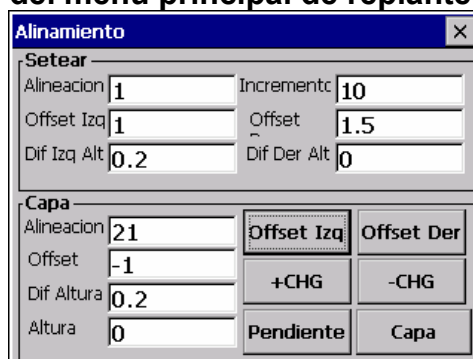 del menú principal de replanteo
Alinamiento
Setear
Alineacion 1 Incremento 10
Offset Izq 1 Offset 1.5
Dif Izq Alt 0.2 Dif Der Alt 0
Capa
Alineacion 21 Offset Izq Offset Der
Offset -1
+CHG -CHG
Dif Altura 0.2
Altura 0 Pendiente Capa